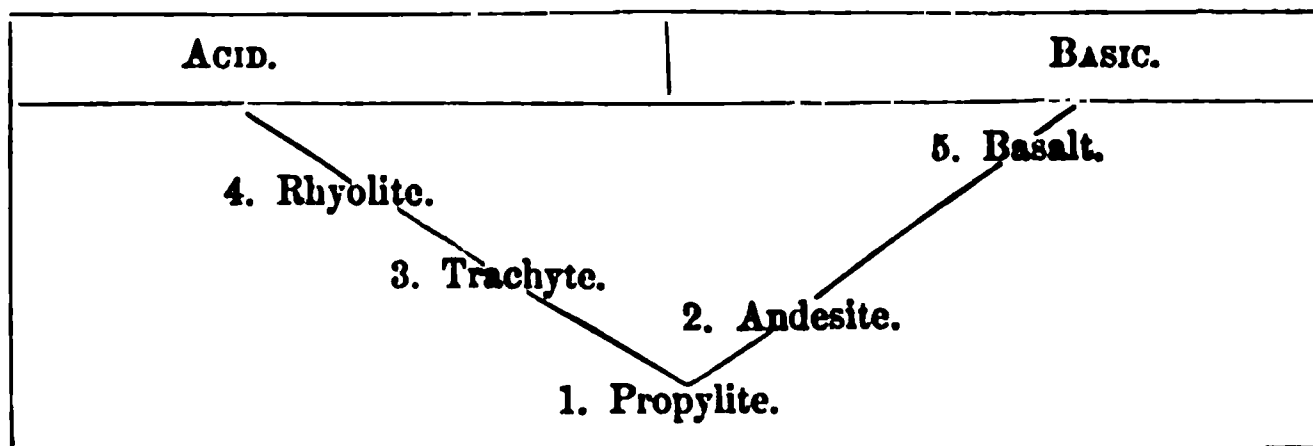 ACID. BASIC.
5. Basalt.
4. Rhyolite.
3. Trachyte.
2. Andesite.
1. Propylite.